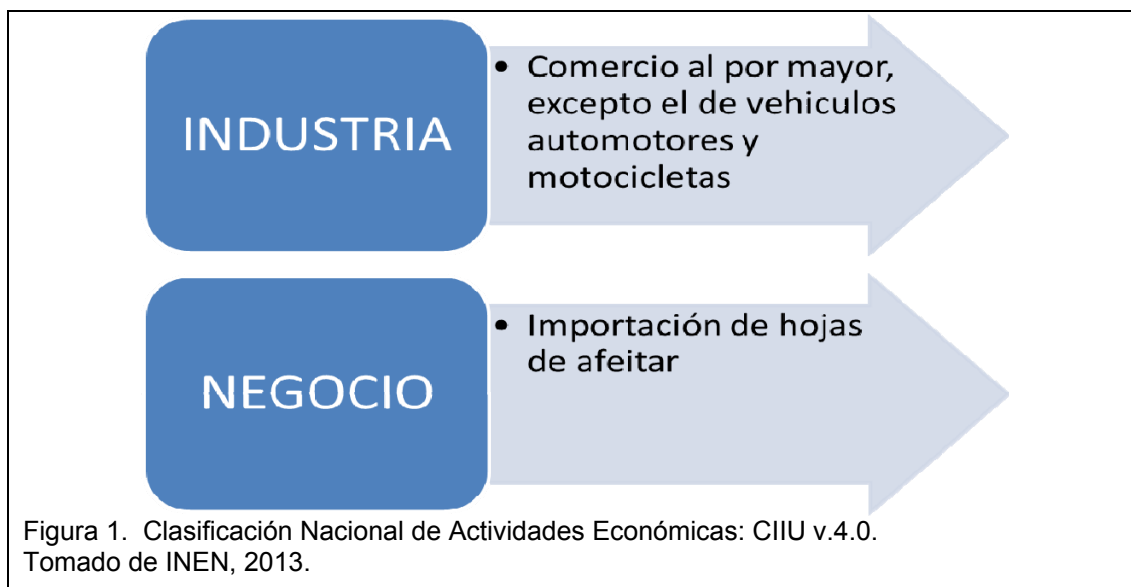 INDUSTRIA
• Comercio al por mayor,
excepto el de vehiculos
automotores y
motocicletas
NEGOCIO
• Importación de hojas
de afeitar
Figura 1. Clasificación Nacional de Actividades Económicas: CIIU v.4.0.
Tomado de INEN, 2013.